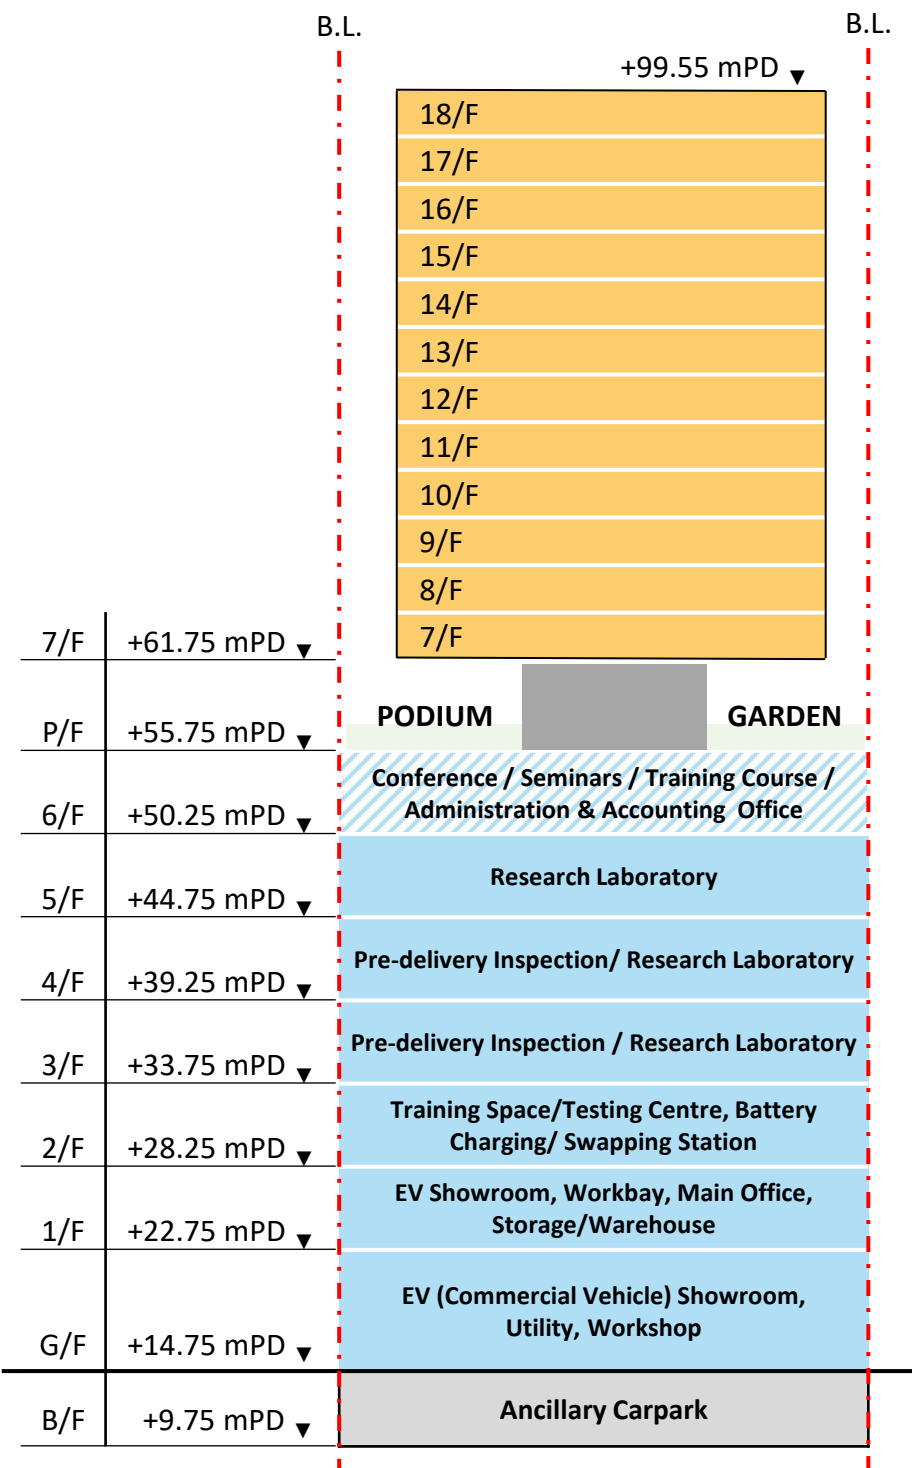 B.L.
B.L.
+99.55 mPD
18/F
17/F
16/F
15/F
14/F
13/F
12/F
11/F
10/F
9/F
8/F
7/F
7/F +61.75 mPD
PODIUM GARDEN
P/F +55.75 mPD
Conference / Seminars / Training Course /
Administration & Accounting Office
6/F +50.25 mPD
Research Laboratory
5/F +44.75 mPD
Pre-delivery Inspection/ Research Laboratory
4/F +39.25 mPD
Pre-delivery Inspection / Research Laboratory
3/F +33.75 mPD
Training Space/Testing Centre, Battery
Charging/ Swapping Station
2/F +28.25 mPD
EV Showroom, Workbay, Main Office,
Storage/Warehouse
1/F +22.75 mPD
EV (Commercial Vehicle) Showroom,
Utility, Workshop
G/F +14.75 mPD
Ancillary Carpark
B/F +9.75 mPD